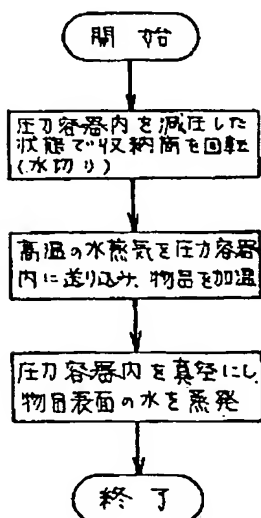 開始
圧力容器内を減圧した
状態で収納筒を回転
(水切り)
高温の水蒸気を圧力容器
内に送り込み、物品を加温
圧力容器内を真空にし、
物品表面の水を蒸発
終了